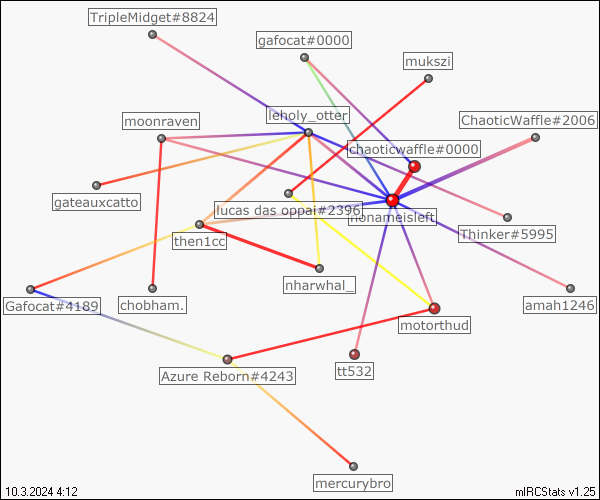 TripleMidget#8824
gafocat#0000
mukszi
leholy_otter
moonraven
ChaoticWaffle#2006
chaoticwaffle#0000
gateauxcatto
lucas das oppai#2396
nonameisleft
Thinker#5995
then1cc
nharwhal_
Gafocat#4189
chobham.
amah1246
motorthud
Azure Reborn#4243
tt532
mercurybro
10.3.2024 4:12
mIRCStats v1.25